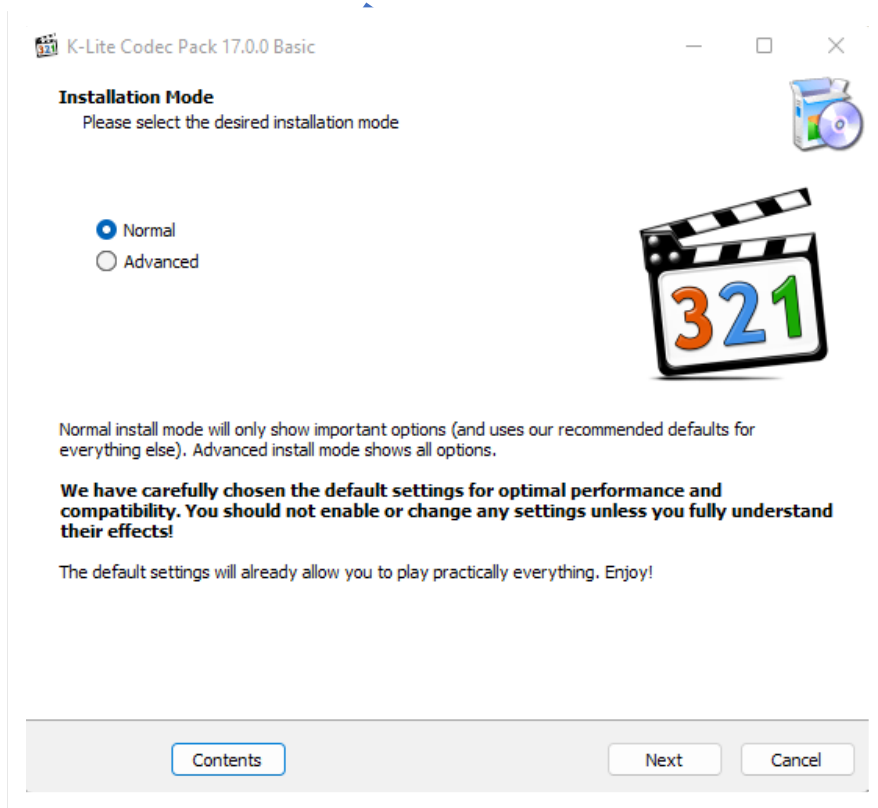 K-Lite Codec Pack 17.0.0 Basic
Installation Mode
Please select the desired installation mode
Normal
Advanced
321
Normal install mode will only show important options (and uses our recommended defaults for
everything else). Advanced install mode shows all options.
We have carefully chosen the default settings for optimal performance and
compatibility. You should not enable or change any settings unless you fully understand
their effects!
The default settings will already allow you to play practically everything. Enjoy!
Contents
Next
Cancel